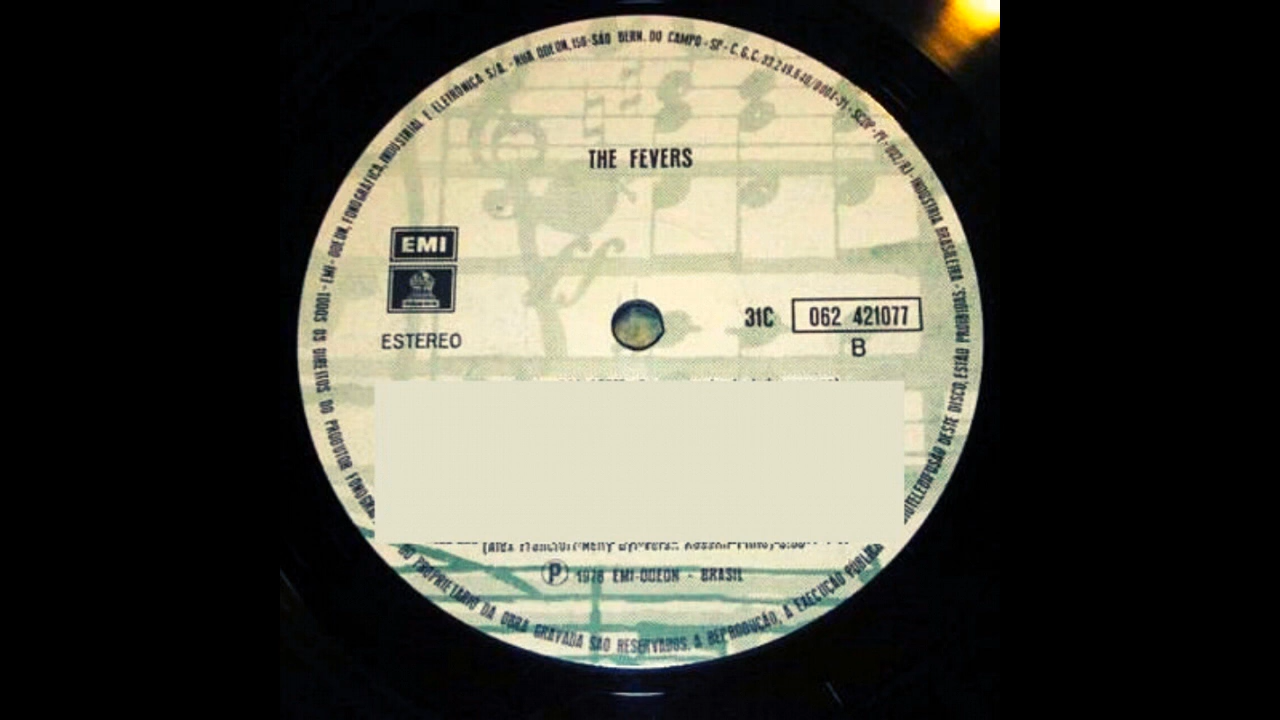 TODOS OS DIREITOS DO PRODUTOR FONOGRÁ
DO PROPRIETÁRIO DA OBRA GRAVADA SÃO RESERVADOS. A REPRODUÇÃO, A EXECUÇÃO PÚBLICA
DESTE DISCO, ESTÃO PROIBIDAS.
EMI-ODEON, FONOGRÁFICA, INDUSTRIAL E ELETRÔNICA S/A. - RUA ODEON, 150-SÃO BERN. DO CAMPO - SP - C.G.C.
INDÚSTRIA BRASILEIRA
THE FEVERS
EMI
ESTEREO
31C 062 421077
B
Ⓟ 1978 EMI-ODEON - BRASIL